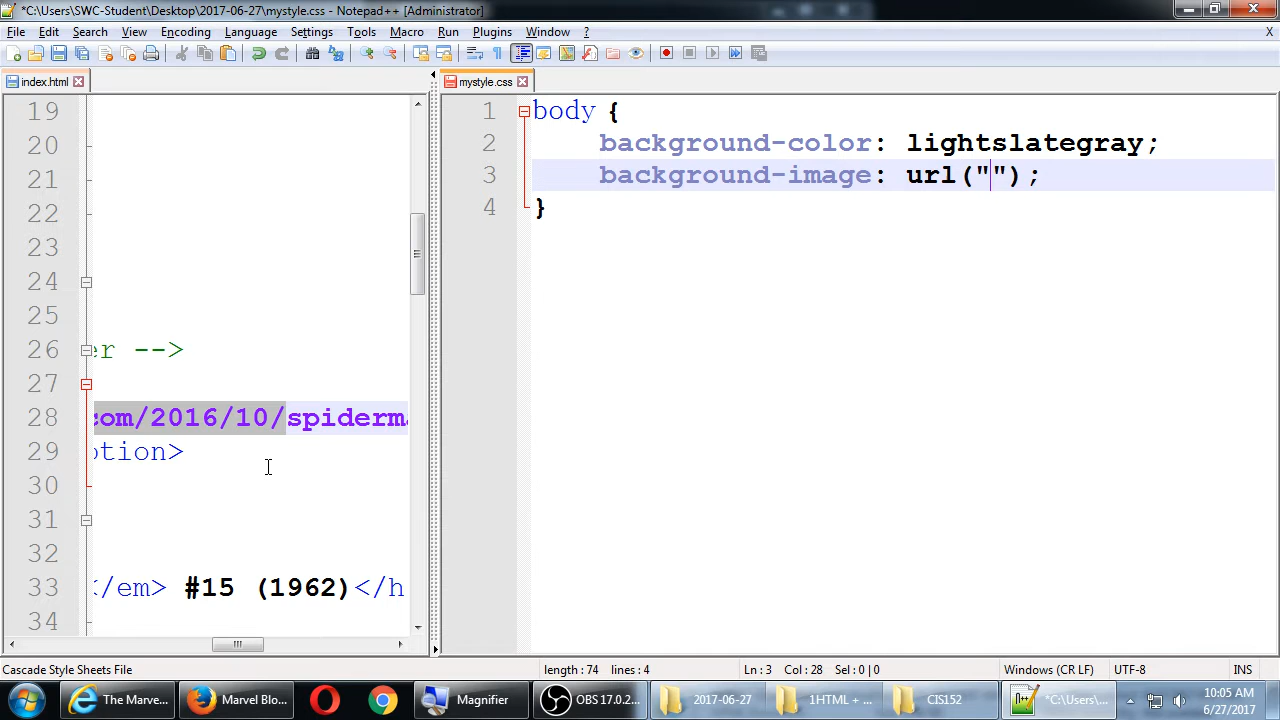 *C:\Users\SWC-Student\Desktop\2017-06-27\mystyle.css - Notepad++ [Administrator]
File Edit Search View Encoding Language Settings Tools Macro Run Plugins Window ? X
index.html mystyle.css
19
20
21
22
23
24
25
26 er -->
27
28 com/2016/10/spiderma
29 ption>
30
31
32
33 </em> #15 (1962)</h
34
1 body {
2 background-color: lightslategray;
3 background-image: url("");
4 }
Cascade Style Sheets File length : 74 lines : 4 Ln : 3 Col : 28 Sel : 0 | 0 Windows (CR LF) UTF-8 INS
The Marve... Marvel Blo... Magnifier OBS 17.0.2... 2017-06-27 1HTML + ... CIS152 *C:\Users\... 10:05 AM
6/27/2017